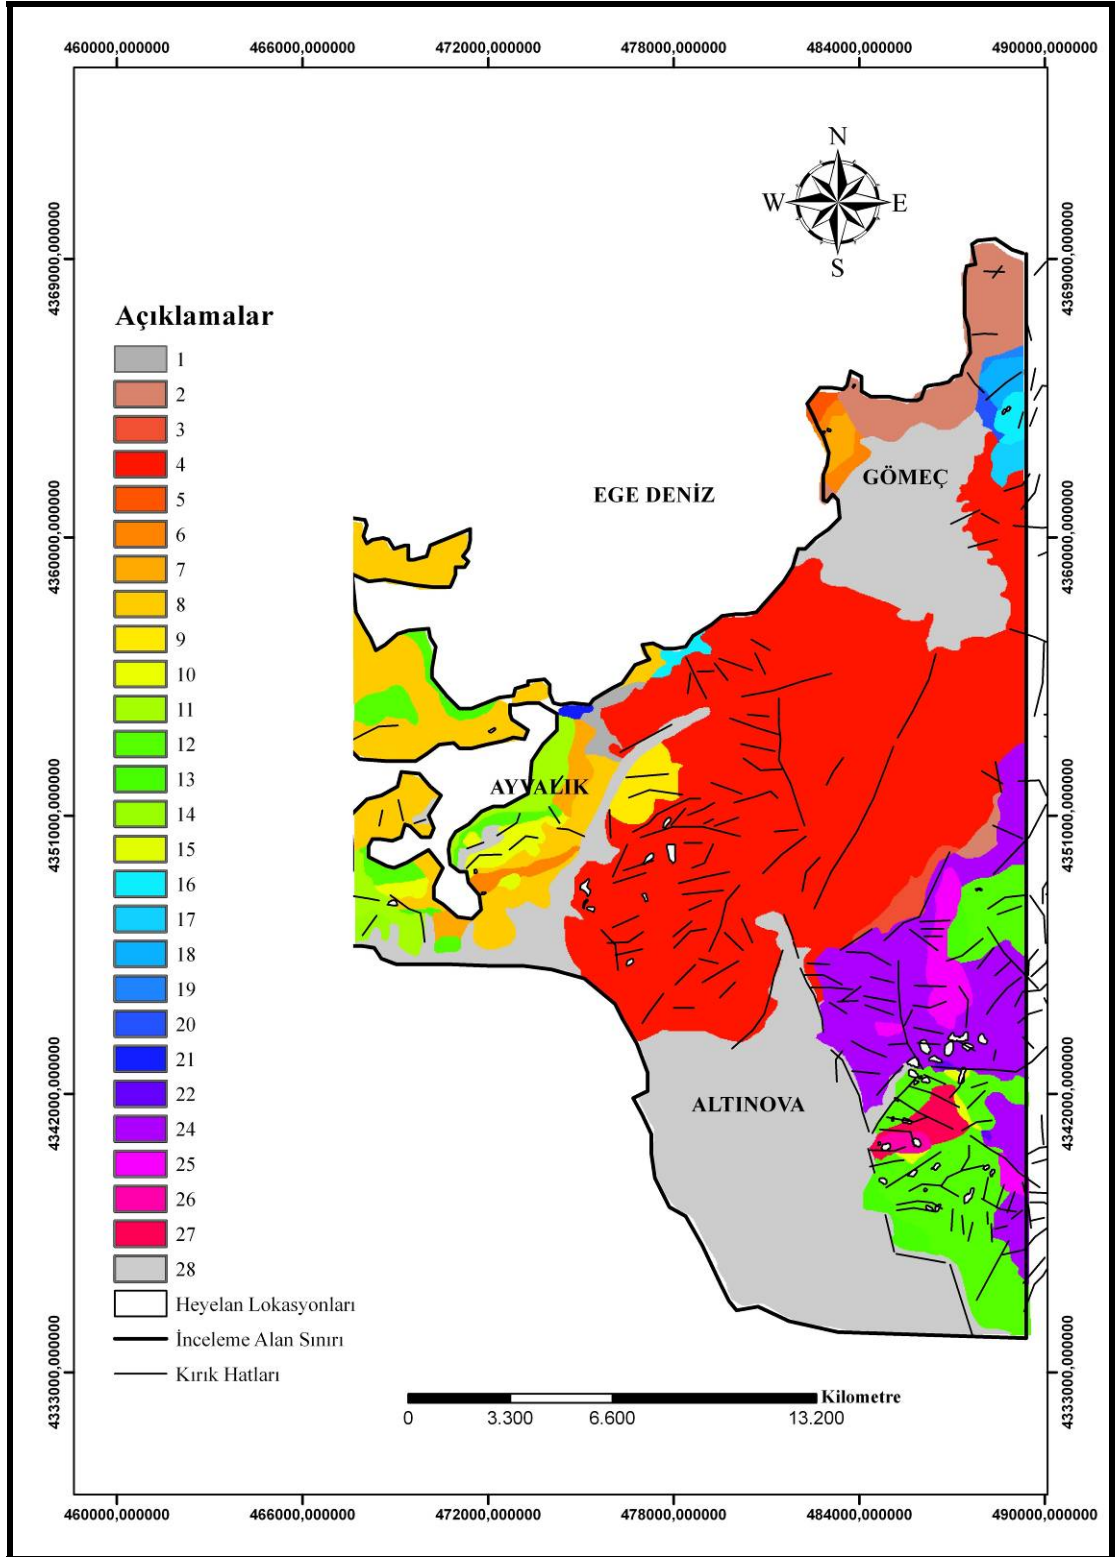 460000,000000 466000,000000 472000,000000 478000,000000 484000,000000 490000,000000
N
W E
S
4369000,000000 4369000,000000
Açıklamalar
1
2
3
4
5
6
7
8
9
10
11
12
13
14
15
16
17
18
19
20
21
22
24
25
26
27
28
Heyelan Lokasyonları
İnceleme Alan Sınırı
Kırık Hatları
GÖMEÇ
EGE DENİZ
4360000,000000 4360000,000000
AYVALIK
4351000,000000 4351000,000000
ALTINOVA
4342000,000000 4342000,000000
4333000,000000 4333000,000000
Kilometre
0 3.300 6.600 13.200
460000,000000 466000,000000 472000,000000 478000,000000 484000,000000 490000,000000